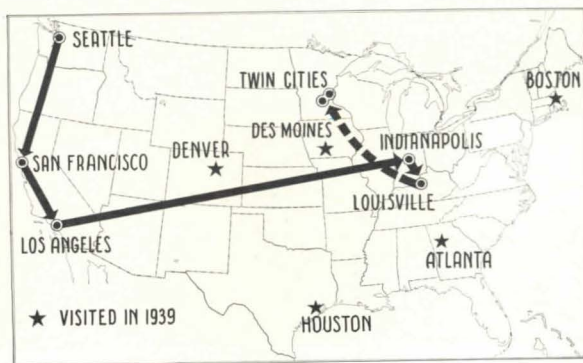 SEATTLE
TWIN CITIES
BOSTON
DES MOINES
INDIANAPOLIS
SAN FRANCISCO
DENVER
LOUISVILLE
LOS ANGELES
ATLANTA
★ VISITED IN 1939
HOUSTON